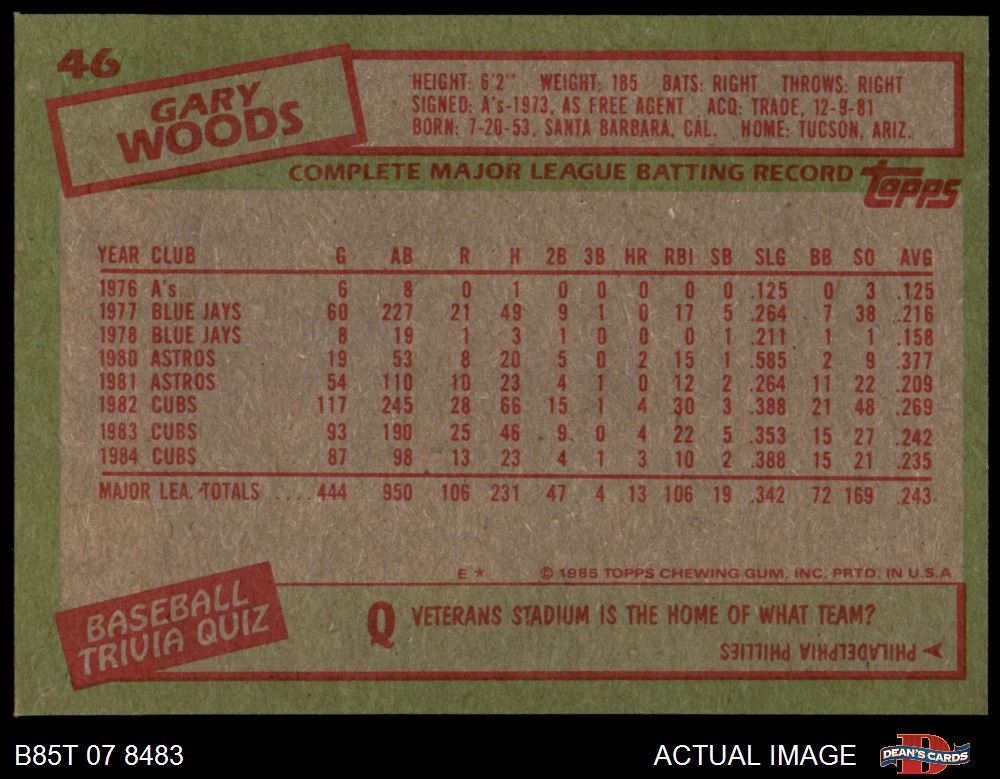 46
GARY
WOODS
HEIGHT: 6'2" WEIGHT: 185 BATS: RIGHT THROWS: RIGHT
SIGNED: A's-1973, AS FREE AGENT ACQ: TRADE, 12-9-81
BORN: 7-20-53, SANTA BARBARA, CAL. HOME: TUCSON, ARIZ.
COMPLETE MAJOR LEAGUE BATTING RECORD topps
YEAR CLUB G AB R H 2B 3B HR RBI SB SLG BB SO AVG
1976 A's 6 8 0 1 0 0 0 0 0 .125 0 3 .125
1977 BLUE JAYS 60 227 21 49 9 1 0 17 5 .264 7 38 .216
1978 BLUE JAYS 8 19 1 3 1 0 0 0 1 .211 1 1 .158
1980 ASTROS 19 53 8 20 5 0 2 15 1 .585 2 9 .377
1981 ASTROS 54 110 10 23 4 1 0 12 2 .264 11 22 .209
1982 CUBS 117 245 28 66 15 1 4 30 3 .388 21 48 .269
1983 CUBS 93 190 25 46 9 0 4 22 5 .353 15 27 .242
1984 CUBS 87 98 13 23 4 1 3 10 2 .388 15 21 .235
MAJOR LEA. TOTALS ....444 950 106 231 47 4 13 106 19 .342 72 169 .243
E * © 1985 TOPPS CHEWING GUM, INC. PRTD. IN U.S.A
BASEBALL
TRIVIA QUIZ
Q VETERANS STADIUM IS THE HOME OF WHAT TEAM?
PHILADELPHIA PHILLIES
B85T 07 8483 ACTUAL IMAGE D DEAN'S CARDS